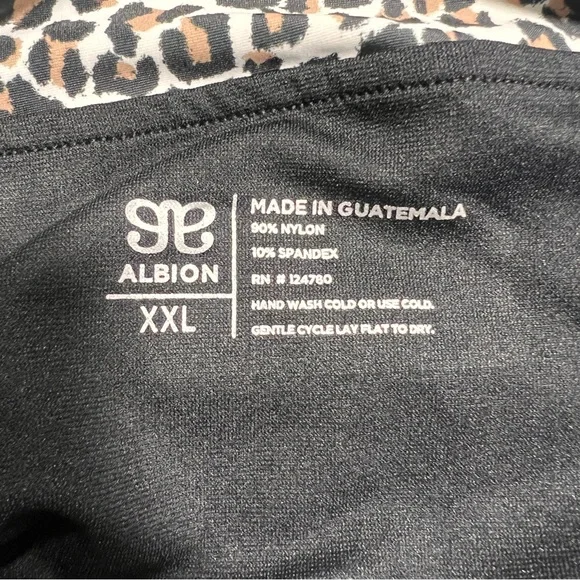 ALBION
XXL
MADE IN GUATEMALA
90% NYLON
10% SPANDEX
RN # 124780
HAND WASH COLD OR USE COLD.
GENTLE CYCLE LAY FLAT TO DRY.